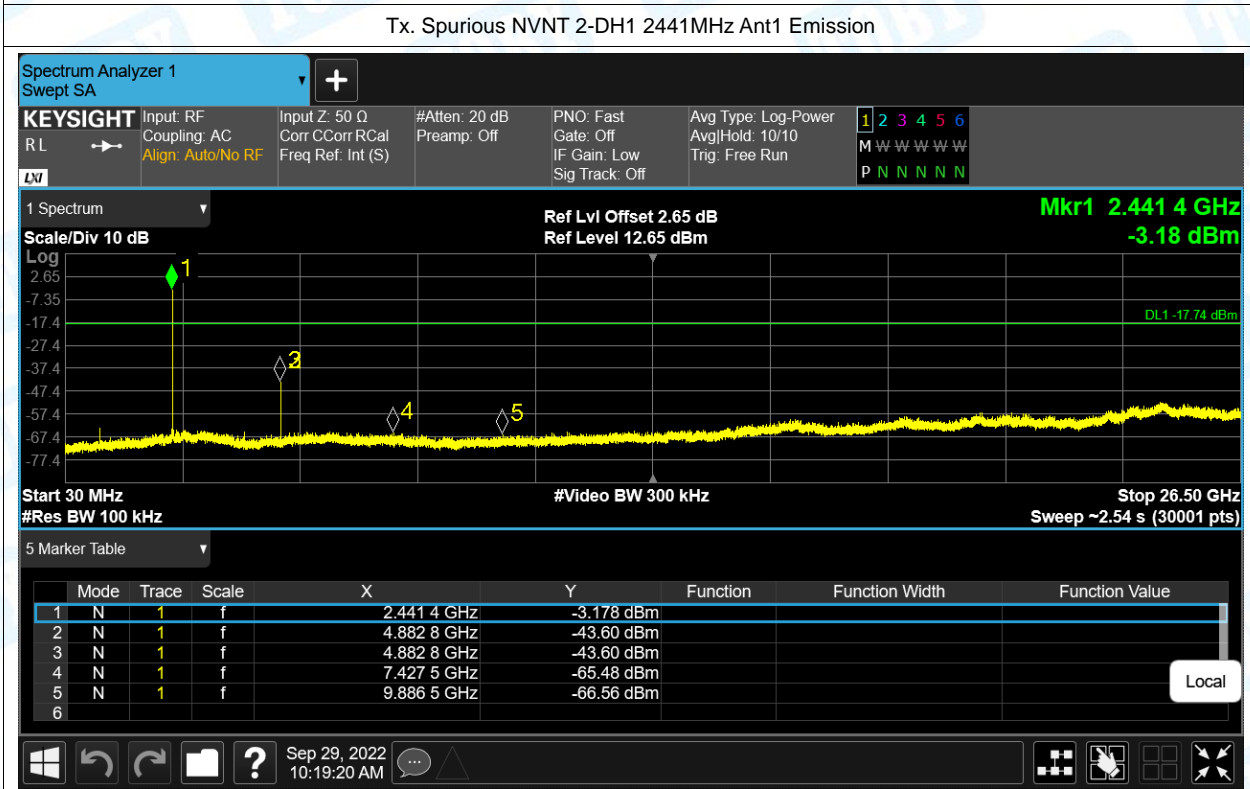 Tx. Spurious NVNT 2-DH1 2441MHz Ant1 Emission
Spectrum Analyzer 1
Swept SA
KEYSIGHT
R L
LXI
Input: RF
Coupling: AC
Align: Auto/No RF
Input Z: 50 Ω
Corr CCorr RCal
Freq Ref: Int (S)
#Atten: 20 dB
Preamp: Off
PNO: Fast
Gate: Off
IF Gain: Low
Sig Track: Off
Avg Type: Log-Power
Avg|Hold: 10/10
Trig: Free Run
1 2 3 4 5 6
M W W W W W
P N N N N N
1 Spectrum
Scale/Div 10 dB
Ref Lvl Offset 2.65 dB
Ref Level 12.65 dBm
Mkr1 2.441 4 GHz
-3.18 dBm
Log
2.65
-7.35
-17.4
-27.4
-37.4
-47.4
-57.4
-67.4
-77.4
1
3
4
5
DL1 -17.74 dBm
Start 30 MHz
#Res BW 100 kHz
#Video BW 300 kHz
Stop 26.50 GHz
Sweep ~2.54 s (30001 pts)
5 Marker Table
Mode Trace Scale X Y Function Function Width Function Value
1 N 1 f 2.441 4 GHz -3.178 dBm
2 N 1 f 4.882 8 GHz -43.60 dBm
3 N 1 f 4.882 8 GHz -43.60 dBm
4 N 1 f 7.427 5 GHz -65.48 dBm
5 N 1 f 9.886 5 GHz -66.56 dBm
6
Local
?
Sep 29, 2022
10:19:20 AM